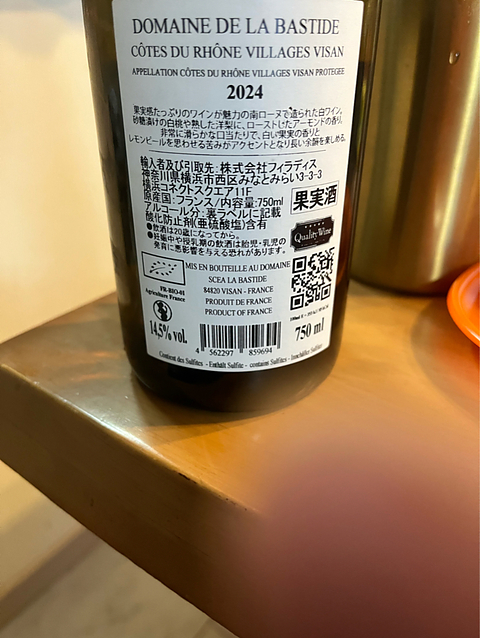 DOMAINE DE LA BASTIDE
CÔTES DU RHÔNE VILLAGES VISAN
APPELLATION CÔTES DU RHÔNE VILLAGES VISAN PROTEGÉE
2024
果実感たっぷりのワインが魅力の南ローヌで造られた白ワイン。
砂糖漬けの白桃や熟した洋梨に、ローストしたアーモンドの香り。
非常に滑らかな口当たりで、白い果実の香りと
レモンピールを思わせる苦みがアクセントとなり長い余韻を楽しめる。
輸入者及び引取先：株式会社フィラディス
神奈川県横浜市西区みなとみらい3-3-3
横浜コネクトスクエア11F
原産国：フランス/内容量:750ml
アルコール分：裏ラベルに記載
酸化防止剤(亜硫酸塩)含有
果実酒
●飲酒は20歳になってから。
●妊娠中や授乳期の飲酒は胎児・乳児の
発育に悪影響を与える恐れがあります。
Quality Wine
MIS EN BOUTEILLE AU DOMAINE
SCEA LA BASTIDE
84820 VISAN - FRANCE
PRODUIT DE FRANCE
PRODUCT OF FRANCE
FR-BIO-01
Agriculture France
14,5% vol.
4 562297 859694
750 ml
Contient des Sulfites - Enthält Sulfite - contains Sulfites -